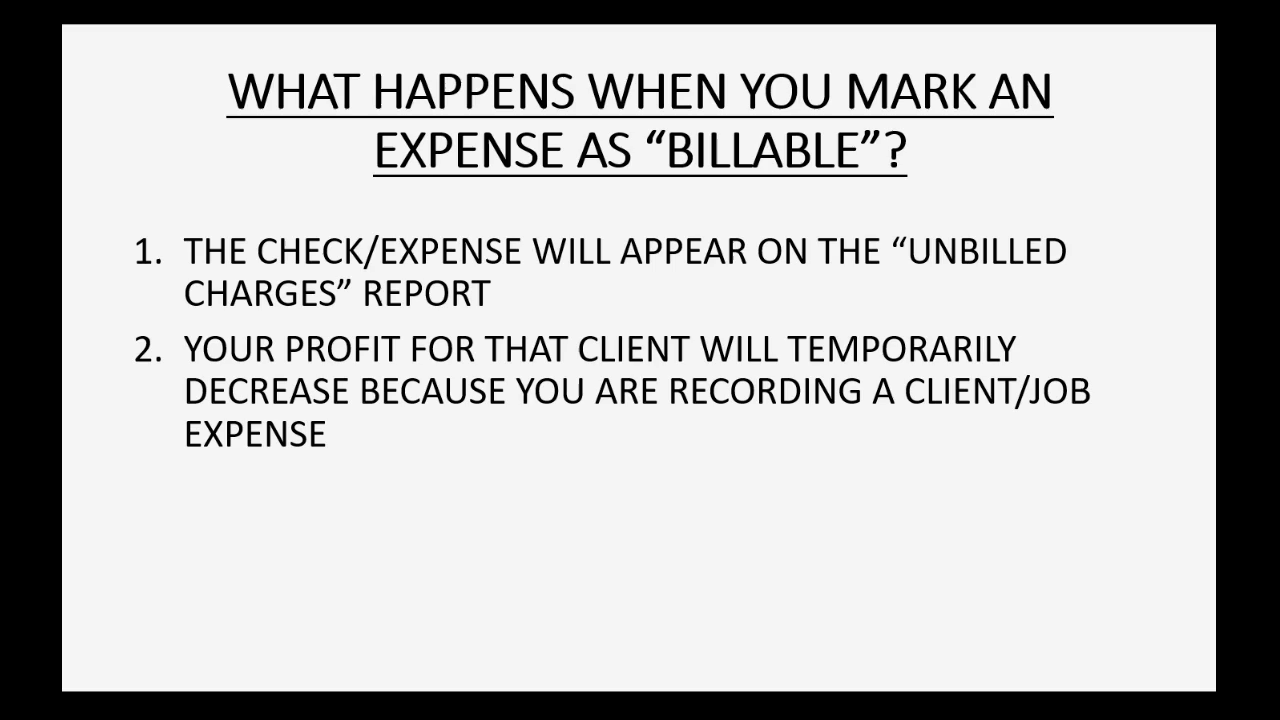 WHAT HAPPENS WHEN YOU MARK AN
EXPENSE AS “BILLABLE”?
1. THE CHECK/EXPENSE WILL APPEAR ON THE “UNBILLED
CHARGES” REPORT
2. YOUR PROFIT FOR THAT CLIENT WILL TEMPORARILY
DECREASE BECAUSE YOU ARE RECORDING A CLIENT/JOB
EXPENSE